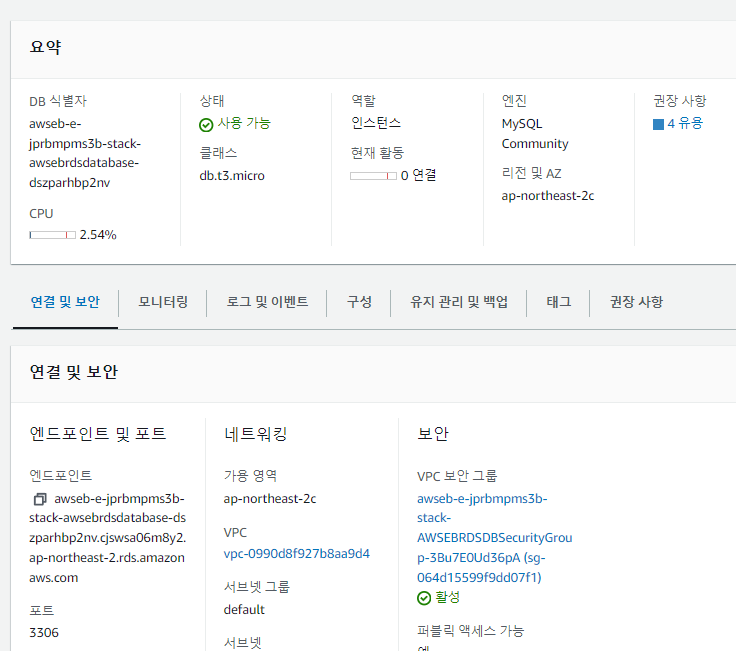 요약
DB 식별자
awseb-e-
jprbmpms3b-stack-
awsebrdsdatabase-
dszparhbp2nv
CPU
2.54%
상태
사용 가능
클래스
db.t3.micro
역할
인스턴스
현재 활동
0 연결
엔진
MySQL
Community
리전 및 AZ
ap-northeast-2c
권장 사항
4 유용
연결 및 보안
모니터링
로그 및 이벤트
구성
유지 관리 및 백업
태그
권장 사항
연결 및 보안
엔드포인트 및 포트
엔드포인트
awseb-e-jprbmpms3b-
stack-awsebrdsdatabase-ds
zparhbp2nv.cjswsa06m8y2.
ap-northeast-2.rds.amazon
aws.com
포트
3306
네트워킹
가용 영역
ap-northeast-2c
VPC
vpc-0990d8f927b8aa9d4
서브넷 그룹
default
서브넷
보안
VPC 보안 그룹
awseb-e-jprbmpms3b-
stack-
AWSEBRDSDBSecurityGrou
p-3Bu7E0Ud36pA (sg-
064d15599f9dd07f1)
활성
퍼블릭 액세스 가능